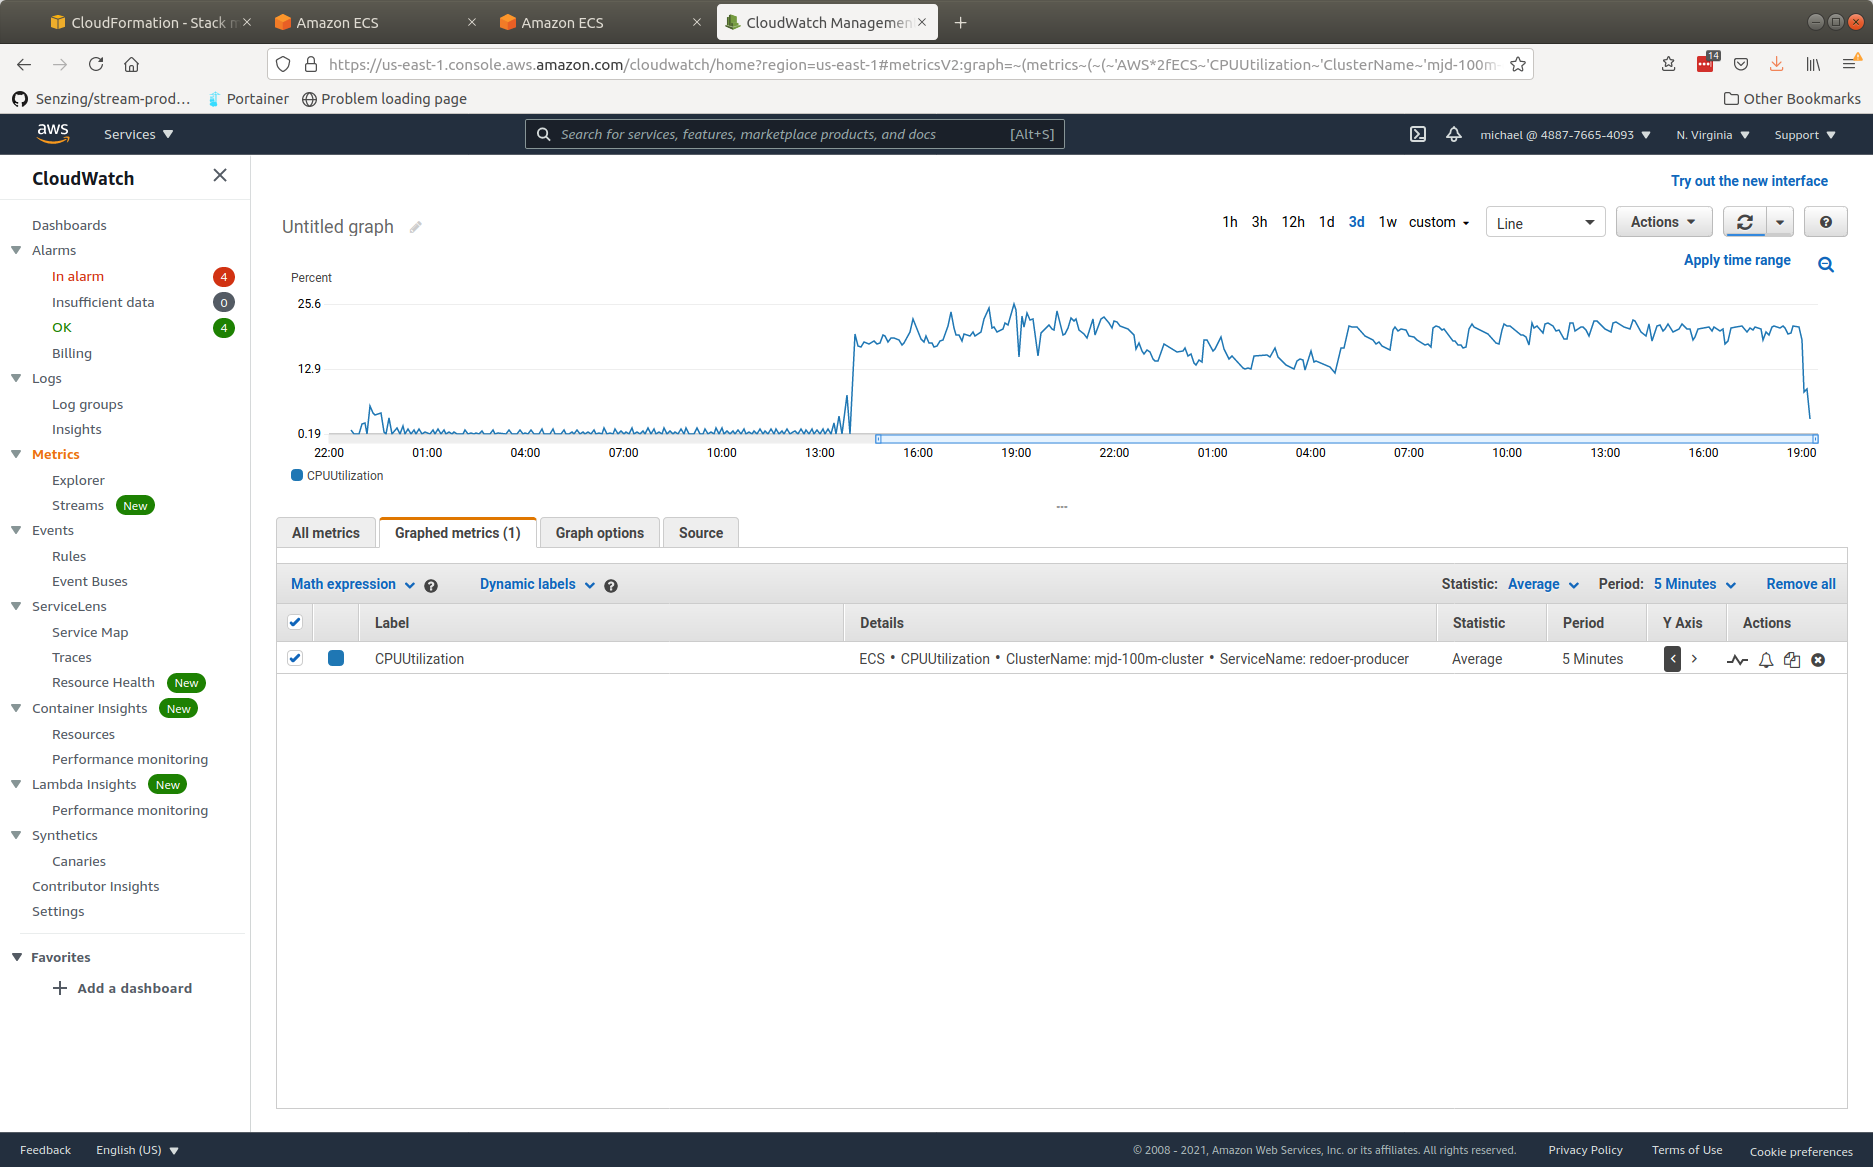 CloudFormation - Stack
Amazon ECS
Amazon ECS
CloudWatch Managemen
https://us-east-1.console.aws.amazon.com/cloudwatch/home?region=us-east-1#metricsV2:graph=~(metrics~(~(~'AWS*2fECS~'CPUUtilization~'ClusterName~'mjd-100m-
14
Senzing/stream-prod...
Portainer
Problem loading page
Other Bookmarks
aws
Services
Search for services, features, marketplace products, and docs
[Alt+S]
michael @ 4887-7665-4093
N. Virginia
Support
CloudWatch
Dashboards
Alarms
In alarm
4
Insufficient data
0
OK
4
Billing
Logs
Log groups
Insights
Metrics
Explorer
Streams
New
Events
Rules
Event Buses
ServiceLens
Service Map
Traces
Resource Health
New
Container Insights
New
Resources
Performance monitoring
Lambda Insights
New
Performance monitoring
Synthetics
Canaries
Contributor Insights
Settings
Favorites
+ Add a dashboard
Try out the new interface
Untitled graph
1h 3h 12h 1d 3d 1w custom
Line
Actions
?
Apply time range
Percent
25.6
12.9
0.19
22:00 01:00 04:00 07:00 10:00 13:00 16:00 19:00 22:00 01:00 04:00 07:00 10:00 13:00 16:00 19:00
CPUUtilization
All metrics
Graphed metrics (1)
Graph options
Source
Math expression ?
Dynamic labels ?
Statistic: Average
Period: 5 Minutes
Remove all
Label Details Statistic Period Y Axis Actions
CPUUtilization ECS • CPUUtilization • ClusterName: mjd-100m-cluster • ServiceName: redoer-producer Average 5 Minutes < >
Feedback
English (US)
© 2008 - 2021, Amazon Web Services, Inc. or its affiliates. All rights reserved.
Privacy Policy
Terms of Use
Cookie preferences